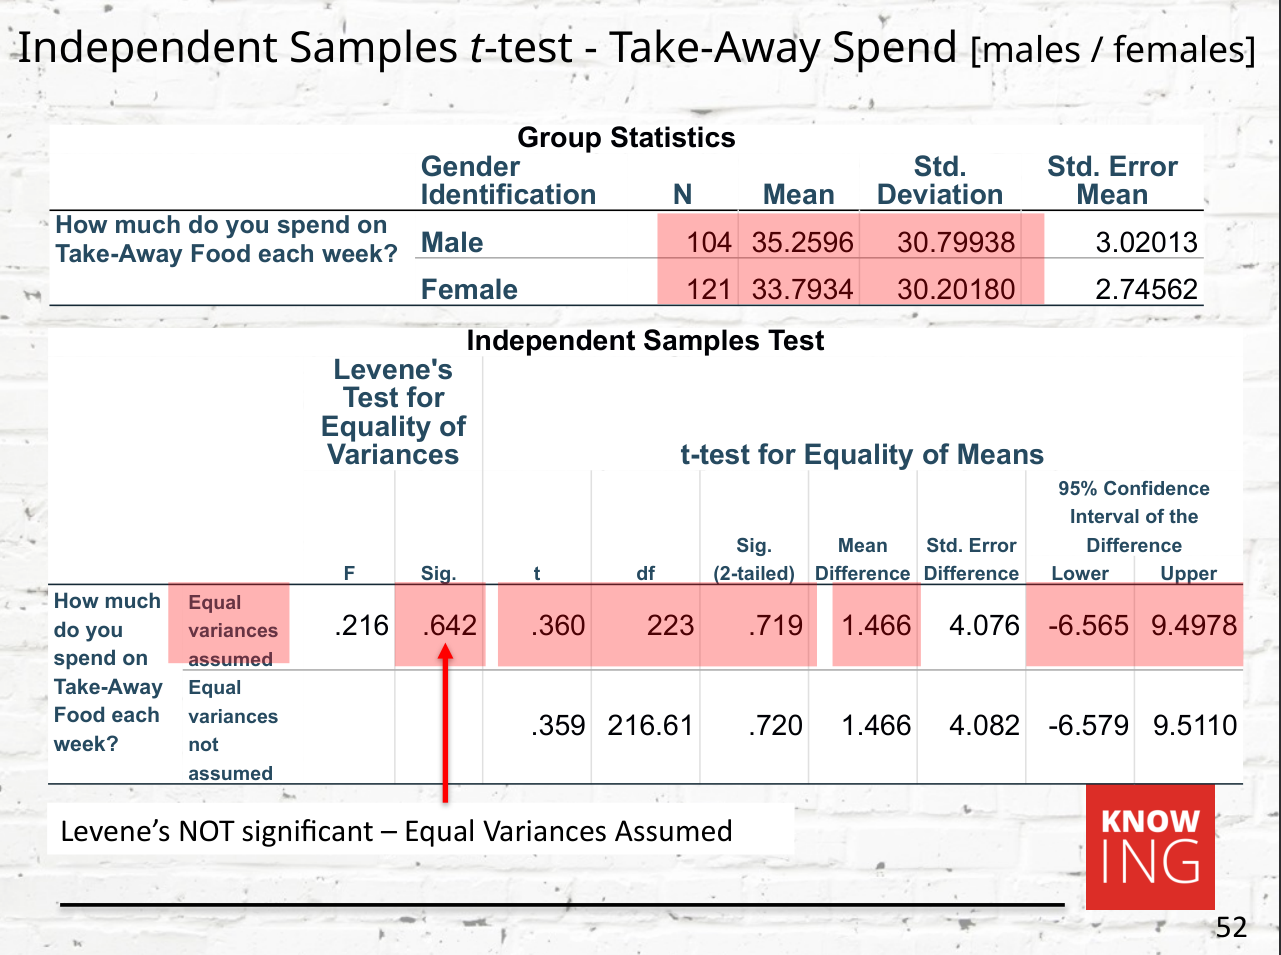 Independent Samples t-test - Take-Away Spend [males / females]
Group Statistics
Gender Identification N Mean Std. Deviation Std. Error Mean
How much do you spend on Take-Away Food each week? Male 104 35.2596 30.79938 3.02013
Female 121 33.7934 30.20180 2.74562
Independent Samples Test
Levene's Test for Equality of Variances
t-test for Equality of Means
95% Confidence Interval of the Difference
F Sig. t df Sig. (2-tailed) Mean Difference Std. Error Difference Lower Upper
How much do you spend on Take-Away Food each week? Equal variances assumed .216 .642 .360 223 .719 1.466 4.076 -6.565 9.4978
Equal variances not assumed .359 216.61 .720 1.466 4.082 -6.579 9.5110
Levene’s NOT significant – Equal Variances Assumed
KNOW
ING
52